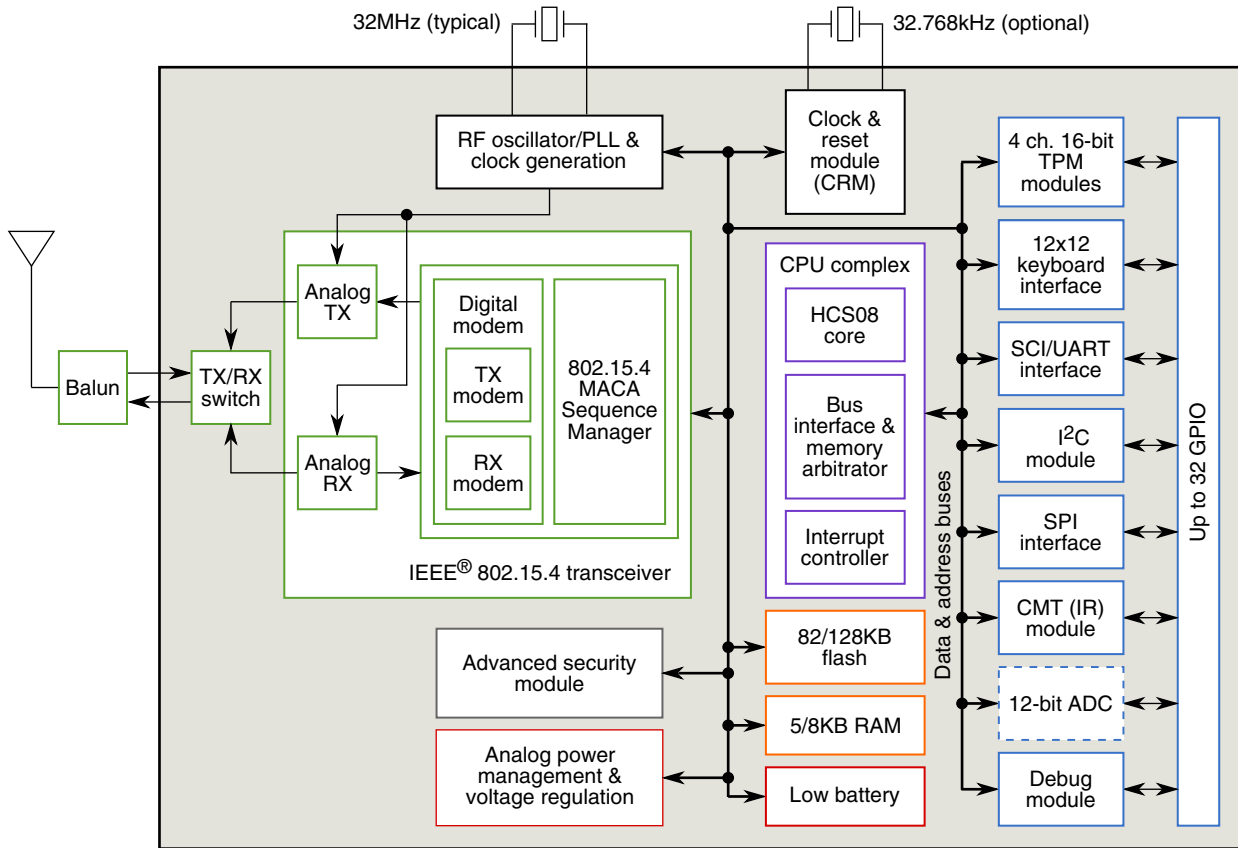 32MHz (typical)
32.768kHz (optional)
RF oscillator/PLL &
clock generation
Clock &
reset
module
(CRM)
4 ch. 16-bit
TPM
modules
12x12
keyboard
interface
SCI/UART
interface
I²C
module
SPI
interface
CMT (IR)
module
12-bit ADC
Debug
module
Up to 32 GPIO
Balun
TX/RX
switch
Analog
TX
Analog
RX
Digital
modem
TX
modem
RX
modem
802.15.4
MACA
Sequence
Manager
IEEE® 802.15.4 transceiver
CPU complex
HCS08
core
Bus
interface &
memory
arbitrator
Interrupt
controller
Data & address buses
Advanced security
module
Analog power
management &
voltage regulation
82/128KB
flash
5/8KB RAM
Low battery